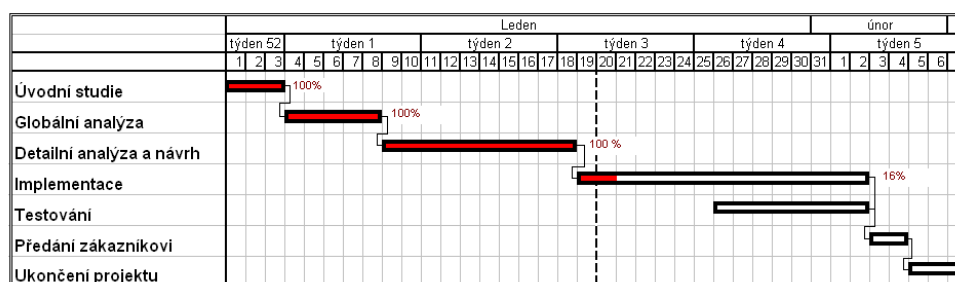 Leden únor
týden 52 týden 1 týden 2 týden 3 týden 4 týden 5
1 2 3 4 5 6 7 8 9 10 11 12 13 14 15 16 17 18 19 20 21 22 23 24 25 26 27 28 29 30 31 1 2 3 4 5 6
Úvodní studie 100%
Globální analýza 100%
Detailní analýza a návrh 100 %
Implementace 16%
Testování
Předání zákazníkovi
Ukončení projektu